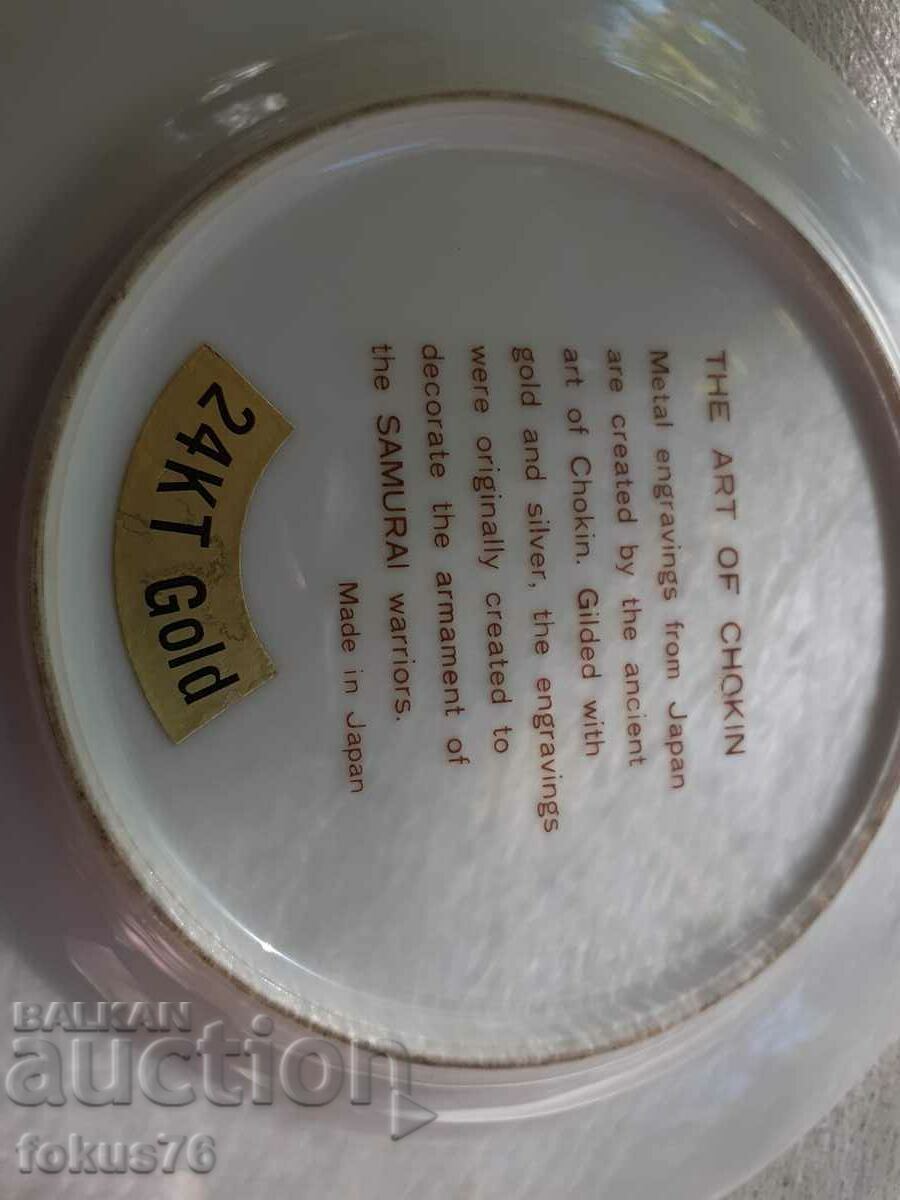 THE ART OF CHOKIN
Metal engravings from Japan
are created by the ancient
art of Chokin. Gilded with
gold and silver, the engravings
were originally created to
decorate the armament of
the SAMURAI warriors.
Made in Japan
24KT Gold
BALKAN
auction
fokus76